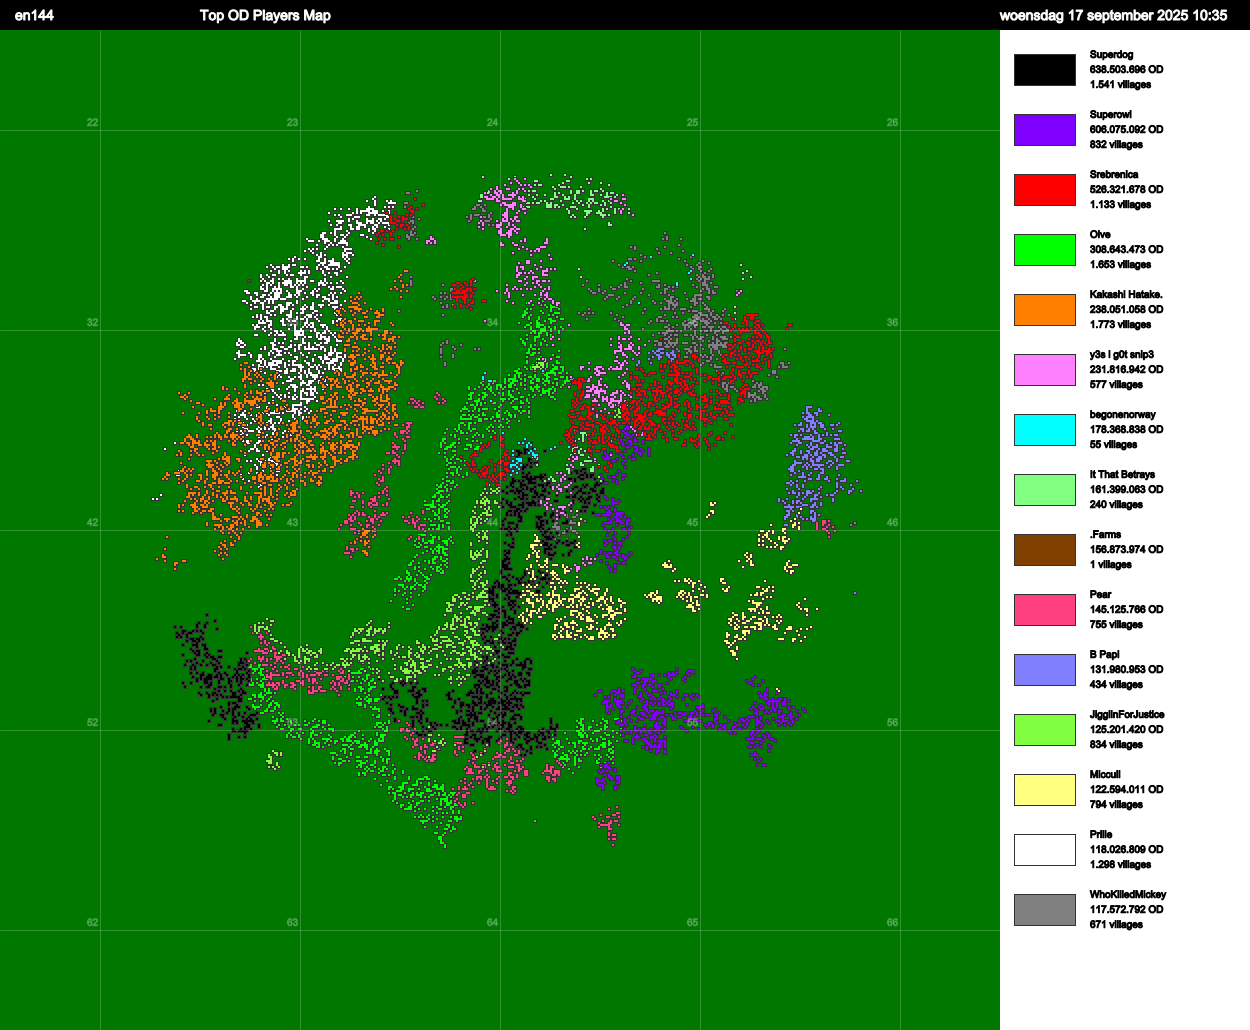 en144
Top OD Players Map
woensdag 17 september 2025 10:35
22
23
24
25
26
32
34
36
42
43
44
45
46
52
53
54
55
56
62
63
64
65
66
Superdog
638.503.696 OD
1.541 villages
Superowl
606.075.092 OD
832 villages
Srebrenica
526.321.678 OD
1.133 villages
Olve
308.643.473 OD
1.653 villages
Kakashi Hatake.
238.051.058 OD
1.773 villages
y3s i g0t snip3
231.816.942 OD
577 villages
begonenorway
178.368.838 OD
55 villages
It That Betrays
161.399.063 OD
240 villages
.Farms
156.873.974 OD
1 villages
Pear
145.125.766 OD
755 villages
B Papi
131.980.953 OD
434 villages
JigglinForJustice
125.201.420 OD
834 villages
Miccull
122.594.011 OD
794 villages
Prille
118.026.809 OD
1.298 villages
WhoKilledMickey
117.572.792 OD
671 villages